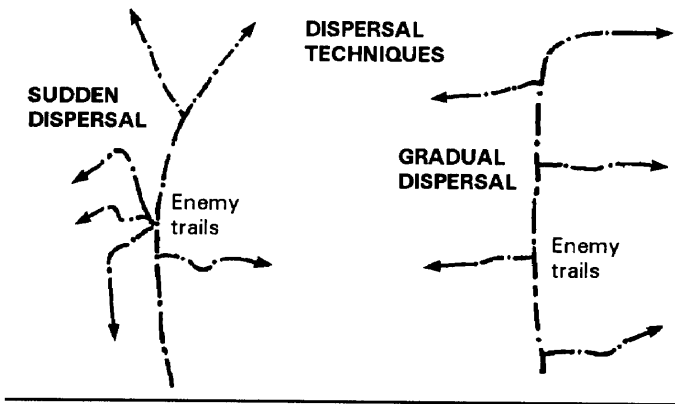 DISPERSAL
TECHNIQUES
SUDDEN
DISPERSAL
Enemy
trails
GRADUAL
DISPERSAL
Enemy
trails